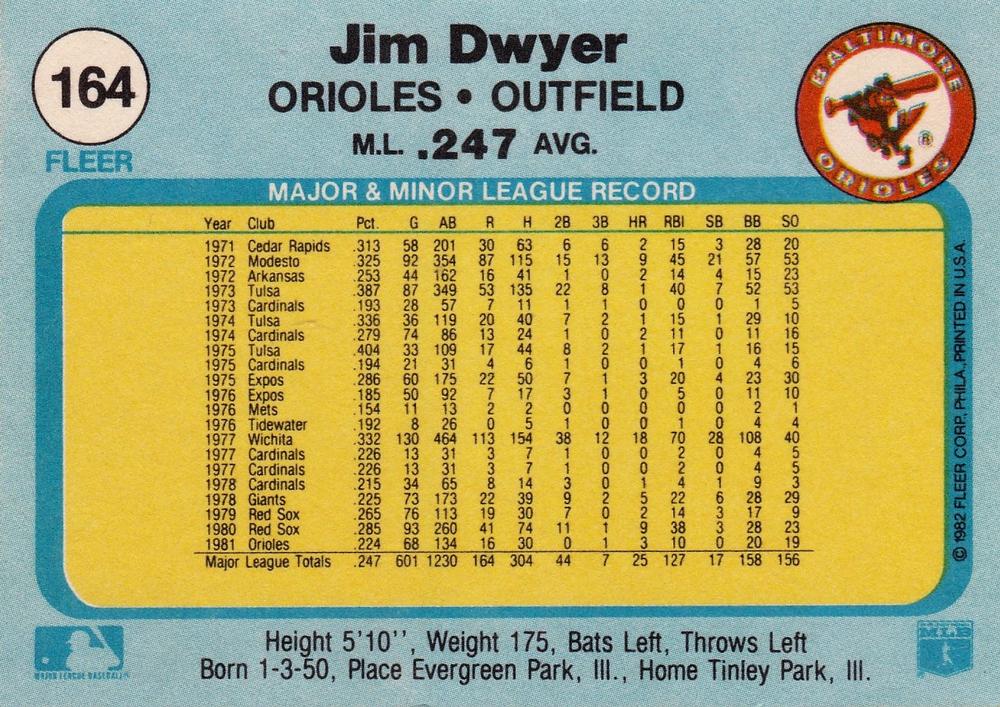 164
FLEER
Jim Dwyer
ORIOLES • OUTFIELD
M.L. .247 AVG.
BALTIMORE ORIOLES
®
MAJOR & MINOR LEAGUE RECORD
Year Club Pct. G AB R H 2B 3B HR RBI SB BB SO
1971 Cedar Rapids .313 58 201 30 63 6 6 2 15 3 28 20
1972 Modesto .325 92 354 87 115 15 13 9 45 21 57 53
1972 Arkansas .253 44 162 16 41 1 0 2 14 4 15 23
1973 Tulsa .387 87 349 53 135 22 8 1 40 7 52 53
1973 Cardinals .193 28 57 7 11 1 1 0 0 0 1 5
1974 Tulsa .336 36 119 20 40 7 2 1 15 1 29 10
1974 Cardinals .279 74 86 13 24 1 0 2 11 0 11 16
1975 Tulsa .404 33 109 17 44 8 2 1 17 1 16 15
1975 Cardinals .194 21 31 4 6 1 0 0 1 0 4 6
1975 Expos .286 60 175 22 50 7 1 3 20 4 23 30
1976 Expos .185 50 92 7 17 3 1 0 5 0 11 10
1976 Mets .154 11 13 2 2 0 0 0 0 0 2 1
1976 Tidewater .192 8 26 0 5 1 0 0 1 0 4 4
1977 Wichita .332 130 464 113 154 38 12 18 70 28 108 40
1977 Cardinals .226 13 31 3 7 1 0 0 2 0 4 5
1977 Cardinals .226 13 31 3 7 1 0 0 2 0 4 5
1978 Cardinals .215 34 65 8 14 3 0 1 4 1 9 3
1978 Giants .225 73 173 22 39 9 2 5 22 6 28 29
1979 Red Sox .265 76 113 19 30 7 0 2 14 3 17 9
1980 Red Sox .285 93 260 41 74 11 1 9 38 3 28 23
1981 Orioles .224 68 134 16 30 0 1 3 10 0 20 19
Major League Totals .247 601 1230 164 304 44 7 25 127 17 158 156
© 1982 FLEER CORP., PHILA., PRINTED IN U.S.A.
MAJOR LEAGUE BASEBALL
Height 5'10'', Weight 175, Bats Left, Throws Left
Born 1-3-50, Place Evergreen Park, Ill., Home Tinley Park, Ill.